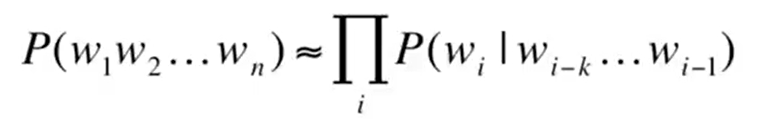 P(w₁w₂…wₙ) ≈ ∏ᵢ P(wᵢ | wᵢ₋ₖ…wᵢ₋₁)